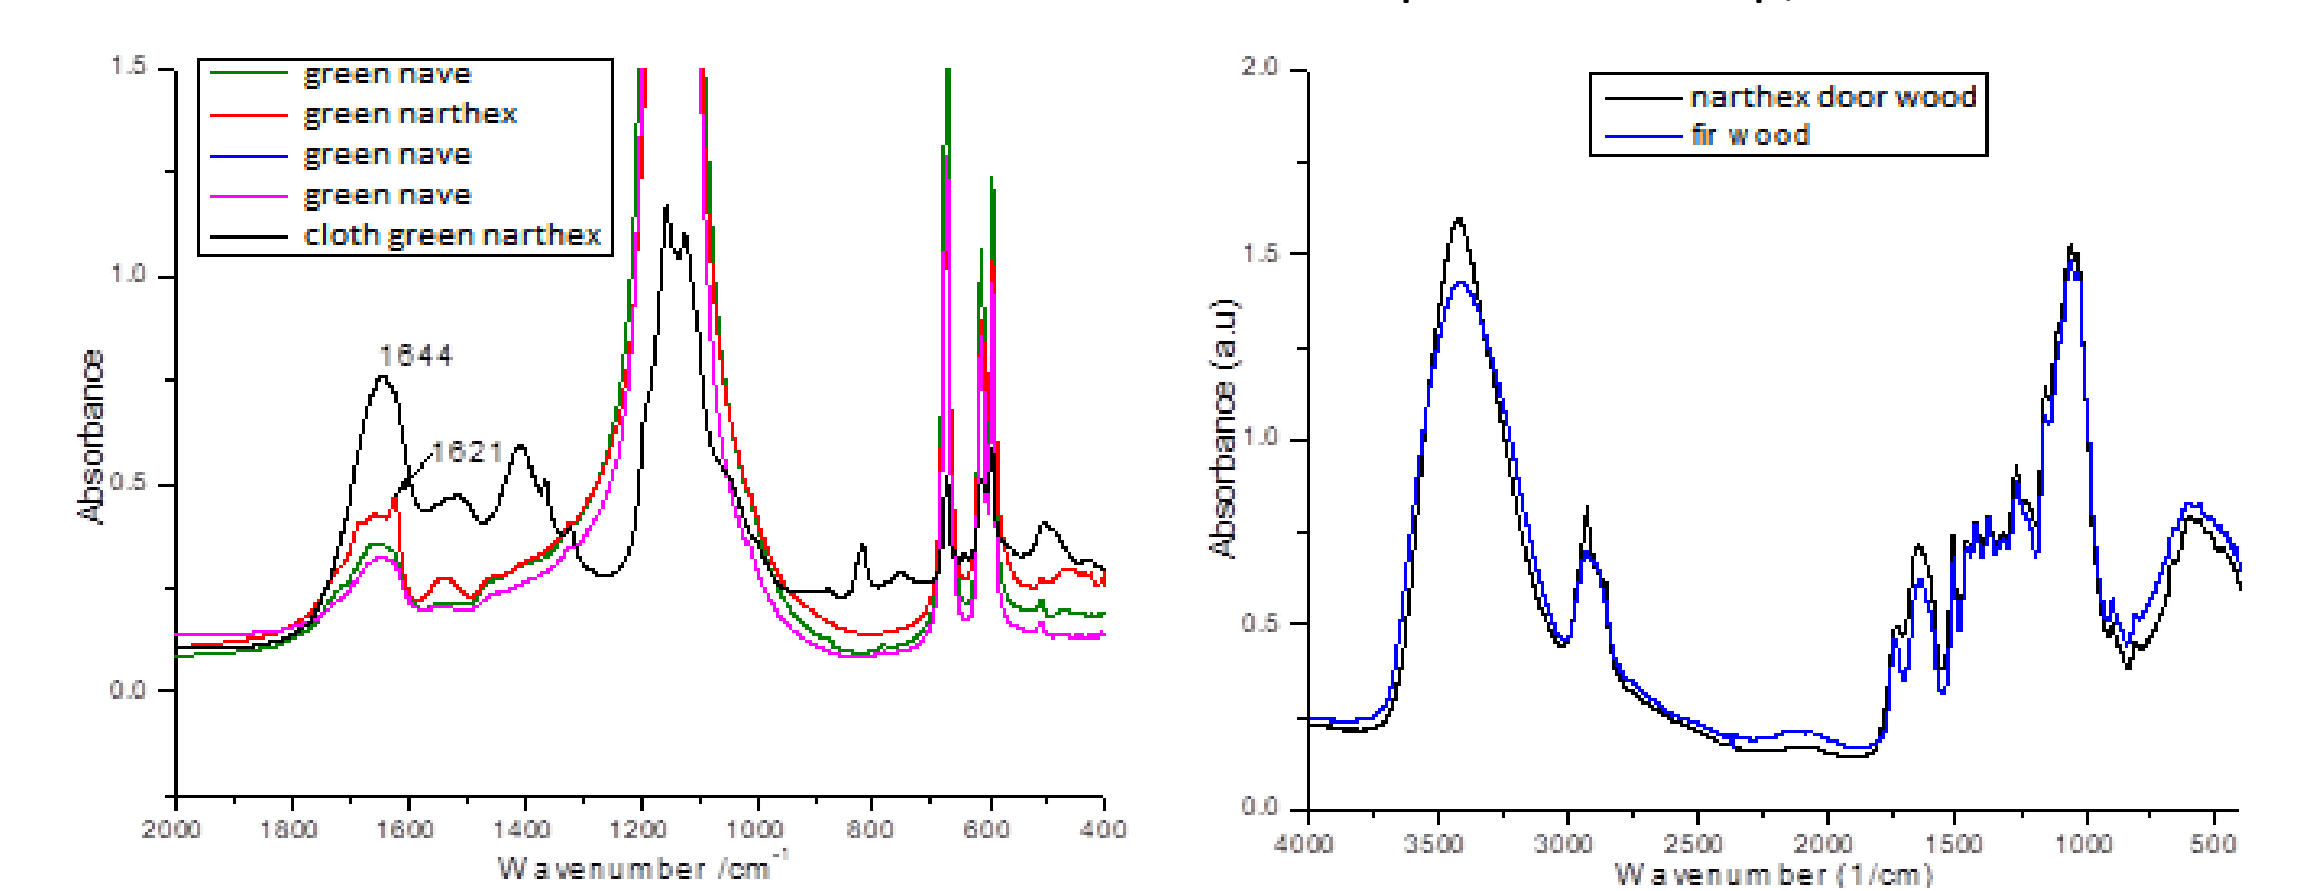 1.5
green nave
green narthex
green nave
green nave
cloth green narthex
1.0
1644
1621
0.5
0.0
Absorbance
2000 1800 1600 1400 1200 1000 800 600 400
Wavenumber /cm-1
2.0
narthex door wood
fir wood
1.5
1.0
0.5
0.0
Absorbance (a.u)
4000 3500 3000 2500 2000 1500 1000 500
Wavenumber (1/cm)